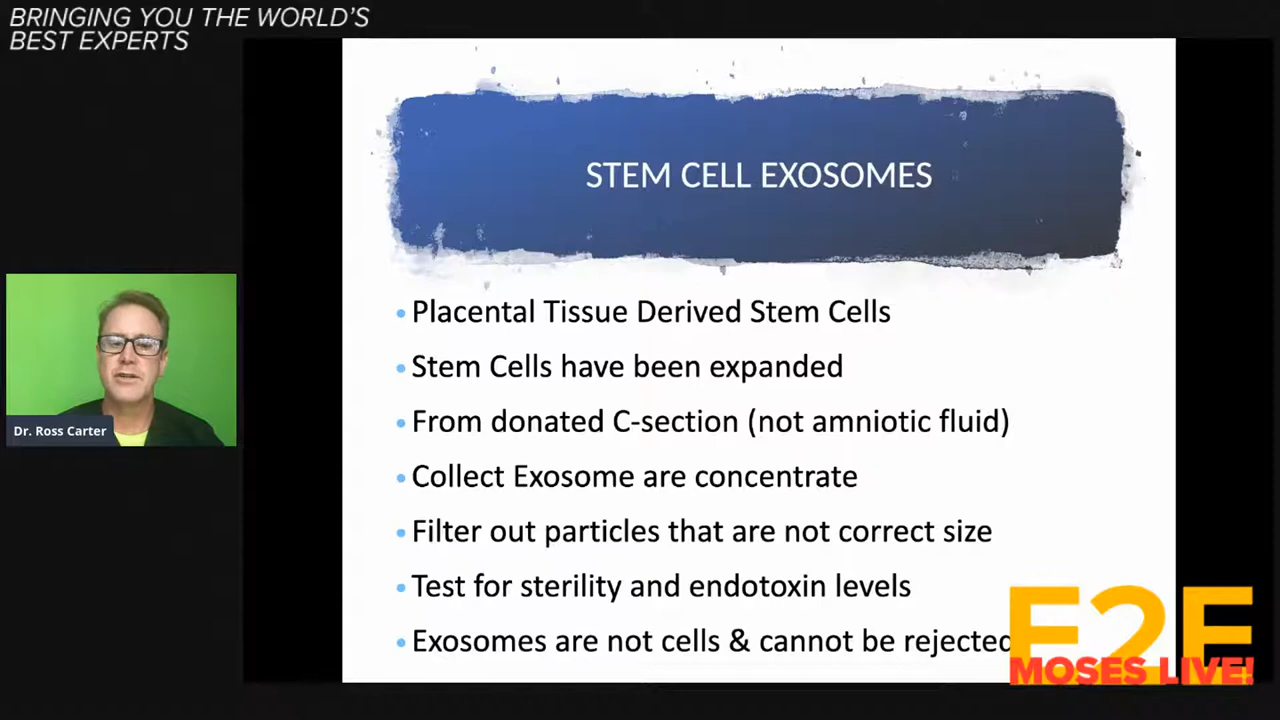 BRINGING YOU THE WORLD'S
BEST EXPERTS
STEM CELL EXOSOMES
• Placental Tissue Derived Stem Cells
• Stem Cells have been expanded
• From donated C-section (not amniotic fluid)
• Collect Exosome are concentrate
• Filter out particles that are not correct size
• Test for sterility and endotoxin levels
• Exosomes are not cells & cannot be rejected
Dr. Ross Carter
F2F
MOSES LIVE!